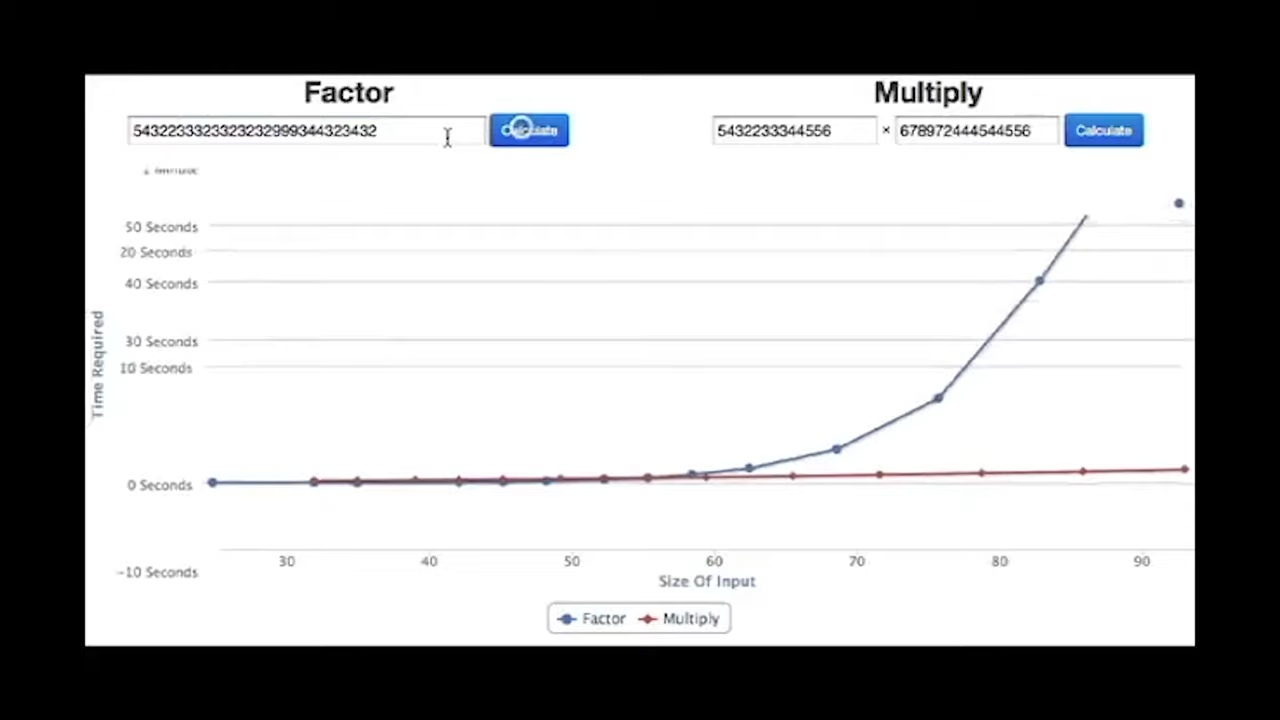 Factor
Multiply
5432233323323232999344323432
Calculate
5432233344556 × 678972444544556
Calculate
50 Seconds
20 Seconds
40 Seconds
30 Seconds
10 Seconds
0 Seconds
-10 Seconds
Time Required
30 40 50 60 70 80 90
Size Of Input
Factor Multiply